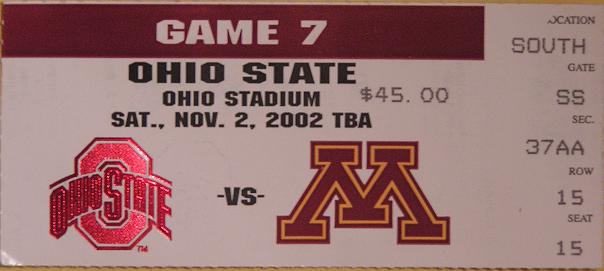 GAME 7
OHIO STATE
OHIO STADIUM $45.00
SAT., NOV. 2, 2002 TBA
OHIO STATE
TM
-VS-
M
LOCATION
SOUTH
GATE
SS
SEC.
37AA
ROW
15
SEAT
15